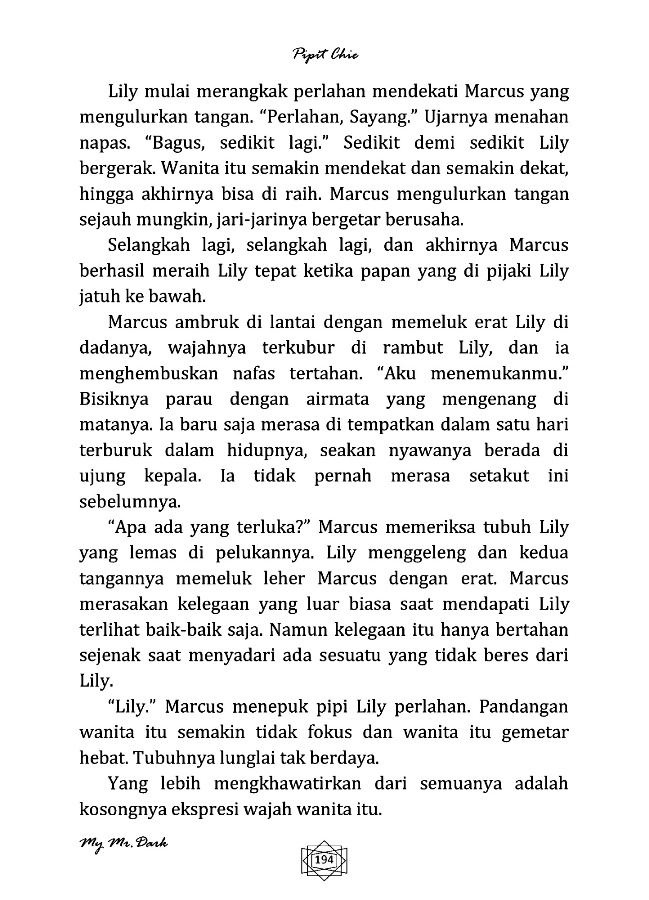 Pipit Chie
Lily mulai merangkak perlahan mendekati Marcus yang
mengulurkan tangan. “Perlahan, Sayang.” Ujarnya menahan
napas. “Bagus, sedikit lagi.” Sedikit demi sedikit Lily
bergerak. Wanita itu semakin mendekat dan semakin dekat,
hingga akhirnya bisa di raih. Marcus mengulurkan tangan
sejauh mungkin, jari-jarinya bergetar berusaha.
Selangkah lagi, selangkah lagi, dan akhirnya Marcus
berhasil meraih Lily tepat ketika papan yang di pijaki Lily
jatuh ke bawah.
Marcus ambruk di lantai dengan memeluk erat Lily di
dadanya, wajahnya terkubur di rambut Lily, dan ia
menghembuskan nafas tertahan. “Aku menemukanmu.”
Bisiknya parau dengan airmata yang mengenang di
matanya. Ia baru saja merasa di tempatkan dalam satu hari
terburuk dalam hidupnya, seakan nyawanya berada di
ujung kepala. Ia tidak pernah merasa setakut ini
sebelumnya.
“Apa ada yang terluka?” Marcus memeriksa tubuh Lily
yang lemas di pelukannya. Lily menggeleng dan kedua
tangannya memeluk leher Marcus dengan erat. Marcus
merasakan kelegaan yang luar biasa saat mendapati Lily
terlihat baik-baik saja. Namun kelegaan itu hanya bertahan
sejenak saat menyadari ada sesuatu yang tidak beres dari
Lily.
“Lily.” Marcus menepuk pipi Lily perlahan. Pandangan
wanita itu semakin tidak fokus dan wanita itu gemetar
hebat. Tubuhnya lunglai tak berdaya.
Yang lebih mengkhawatirkan dari semuanya adalah
kosongnya ekspresi wajah wanita itu.
My Mr. Dark
194